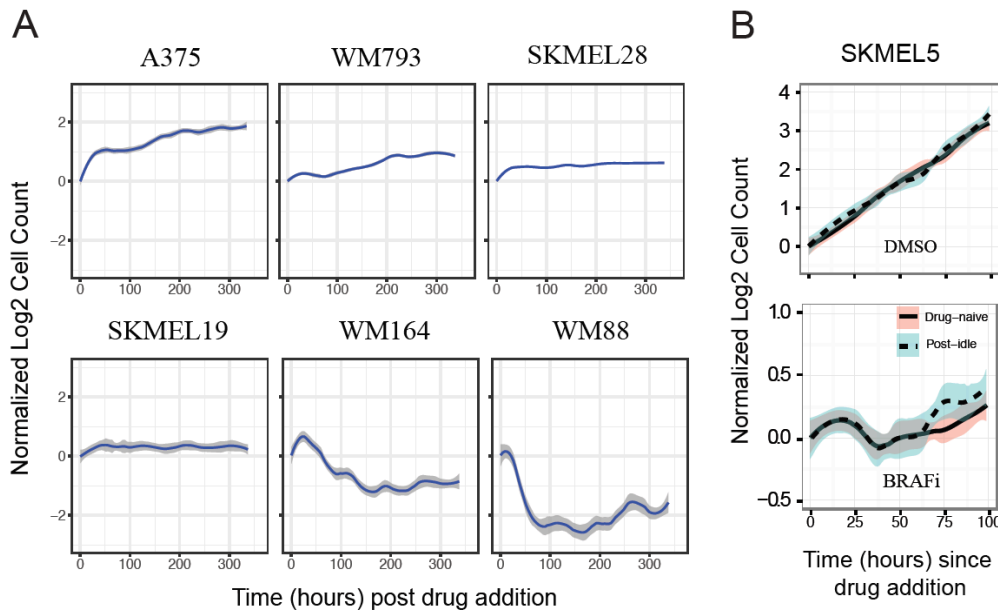 A
B
A375
WM793
SKMEL28
SKMEL5
Normalized Log2 Cell Count
2
0
−2
0 100 200 300
0 100 200 300
0 100 200 300
SKMEL19
WM164
WM88
2
0
−2
0 100 200 300
0 100 200 300
0 100 200 300
Time (hours) post drug addition
Normalized Log2 Cell Count
4
3
2
1
0
DMSO
1.0
0.5
0.0
−0.5
Drug−naive
Post−idle
BRAFi
0 25 50 75 100
Time (hours) since
drug addition